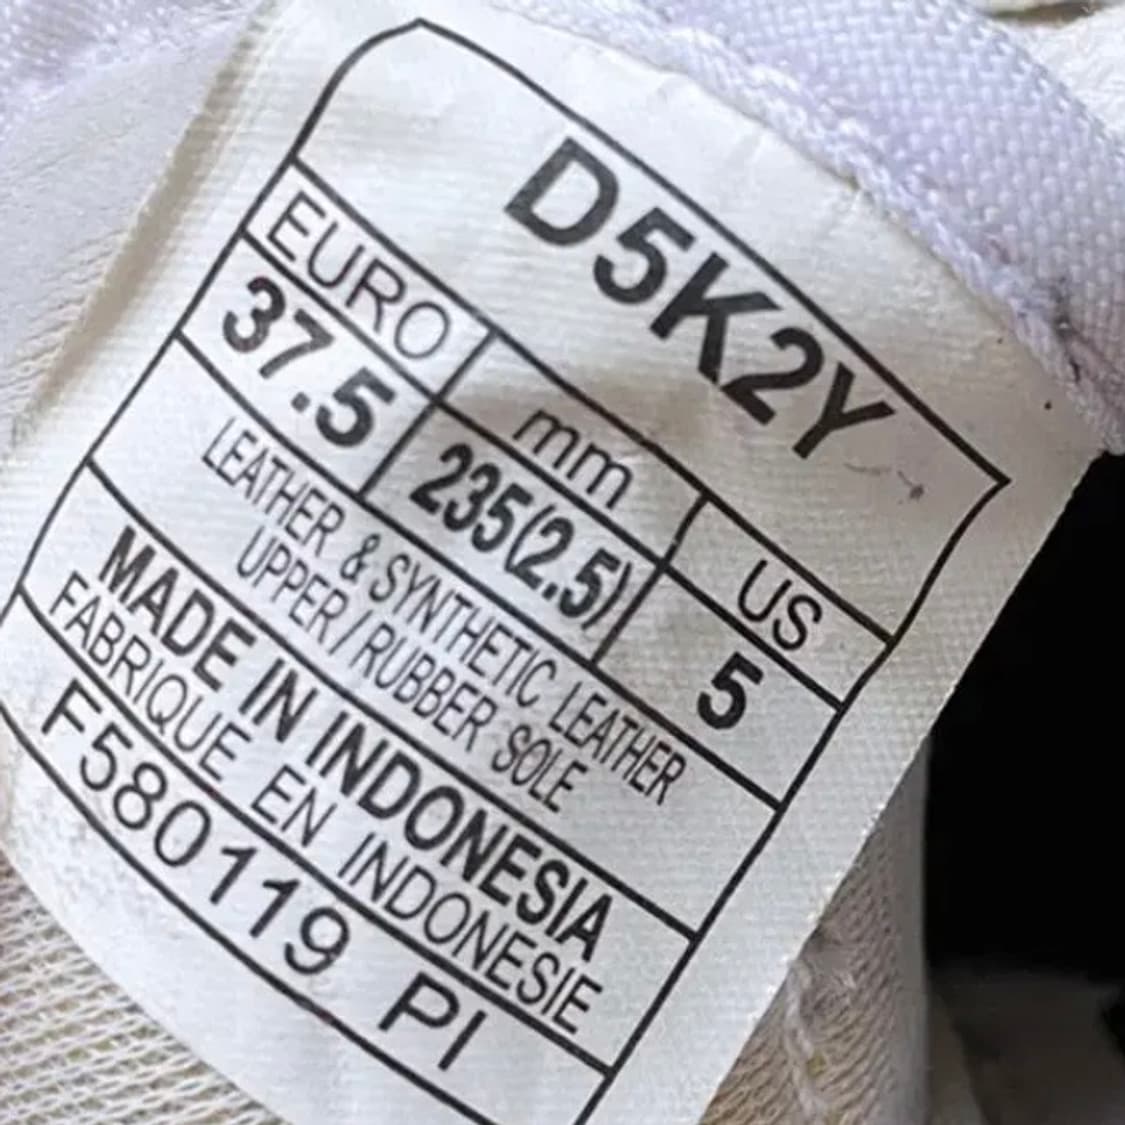 D5K2Y
EURO mm US
37.5 235(2.5) 5
LEATHER & SYNTHETIC LEATHER
UPPER / RUBBER SOLE
MADE IN INDONESIA
FABRIQUE EN INDONESIE
F580119 PI